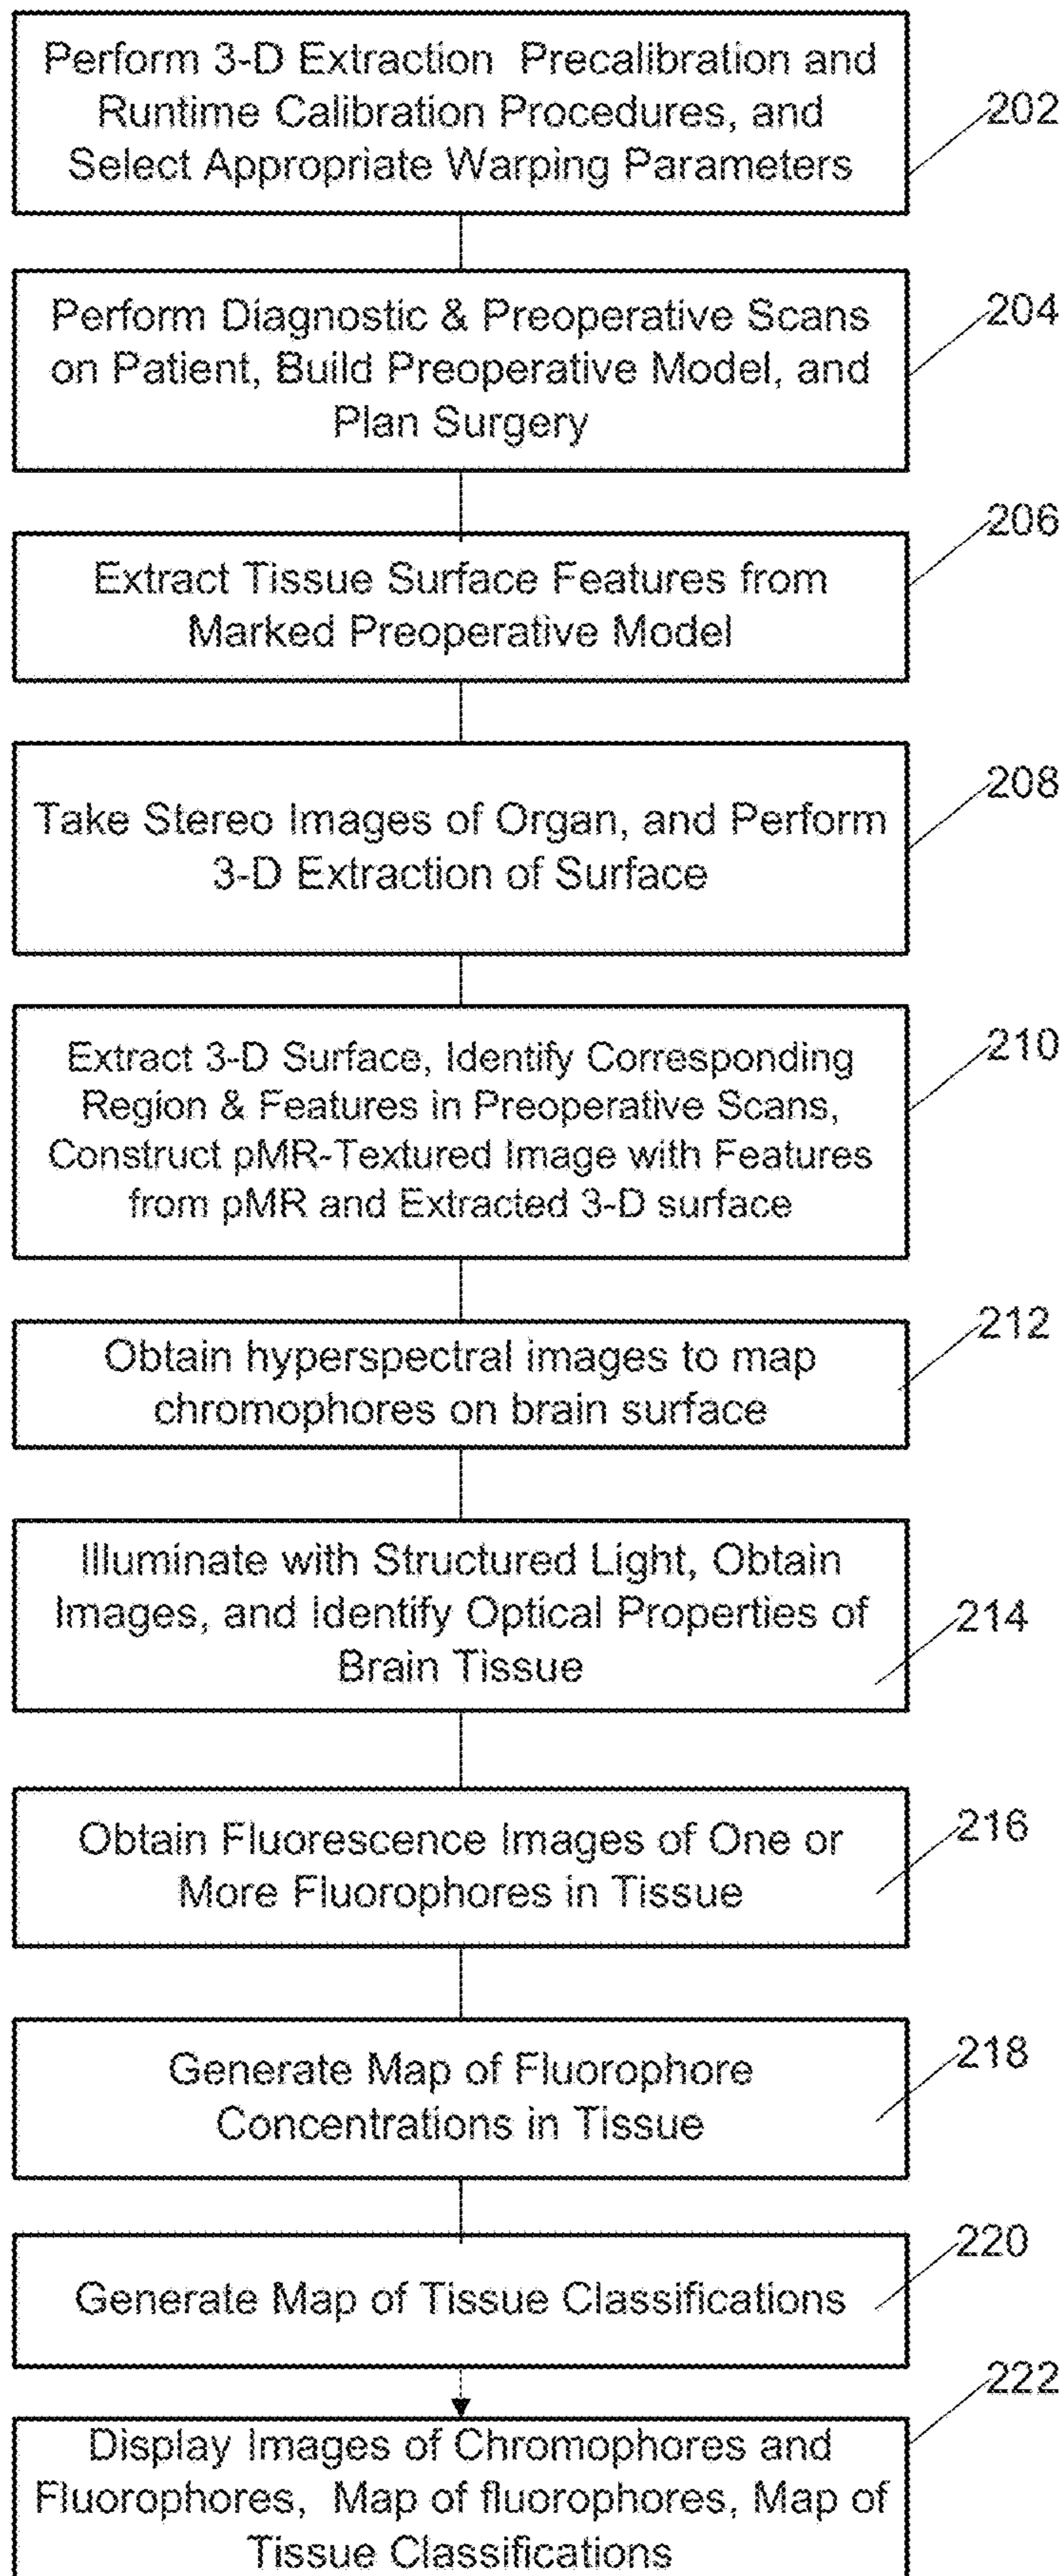 Perform 3-D Extraction Precalibration and
Runtime Calibration Procedures, and
Select Appropriate Warping Parameters
202
Perform Diagnostic & Preoperative Scans
on Patient, Build Preoperative Model, and
Plan Surgery
204
Extract Tissue Surface Features from
Marked Preoperative Model
206
Take Stereo Images of Organ, and Perform
3-D Extraction of Surface
208
Extract 3-D Surface, Identify Corresponding
Region & Features in Preoperative Scans,
Construct pMR-Textured Image with Features
from pMR and Extracted 3-D surface
210
Obtain hyperspectral images to map
chromophores on brain surface
212
Illuminate with Structured Light, Obtain
Images, and Identify Optical Properties of
Brain Tissue
214
Obtain Fluorescence Images of One or
More Fluorophores in Tissue
216
Generate Map of Fluorophore
Concentrations in Tissue
218
Generate Map of Tissue Classifications
220
Display Images of Chromophores and
Fluorophores, Map of fluorophores, Map of
Tissue Classifications
222